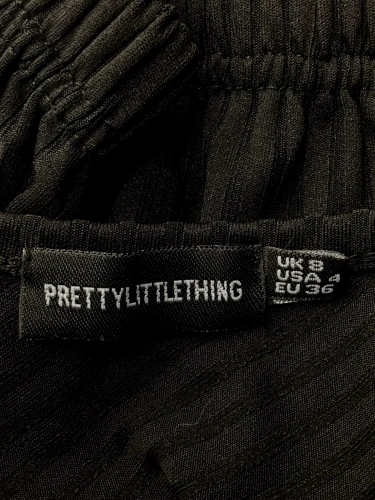 PRETTYLITTLETHING
UK 8
USA 4
EU 36